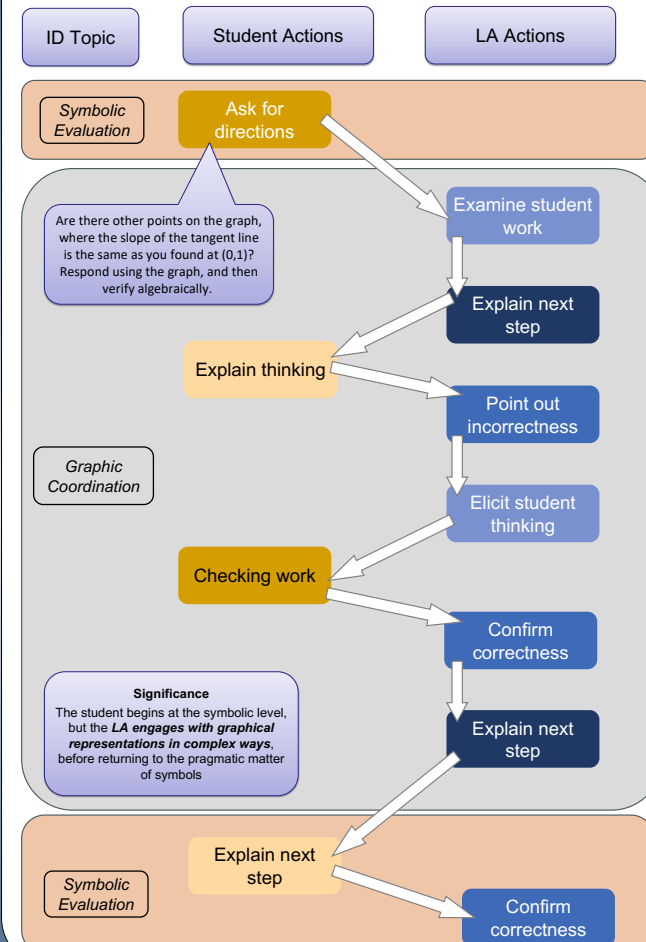 ID Topic
Student Actions
LA Actions
Symbolic
Evaluation
Ask for
directions
Are there other points on the graph,
where the slope of the tangent line
is the same as you found at (0,1)?
Respond using the graph, and then
verify algebraically.
Examine student
work
Explain next
step
Explain thinking
Point out
incorrectness
Graphic
Coordination
Elicit student
thinking
Checking work
Confirm
correctness
Significance
The student begins at the symbolic level,
but the LA engages with graphical
representations in complex ways,
before returning to the pragmatic matter
of symbols
Explain next
step
Explain next
step
Symbolic
Evaluation
Confirm
correctness